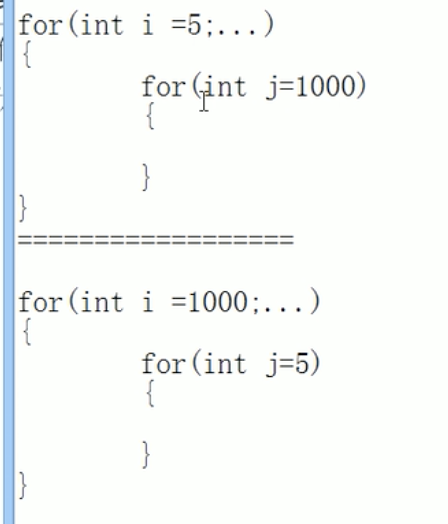 for(int i =5;...)
{
for(int j=1000)
{
}
}
==================
for(int i =1000;...)
{
for(int j=5)
{
}
}